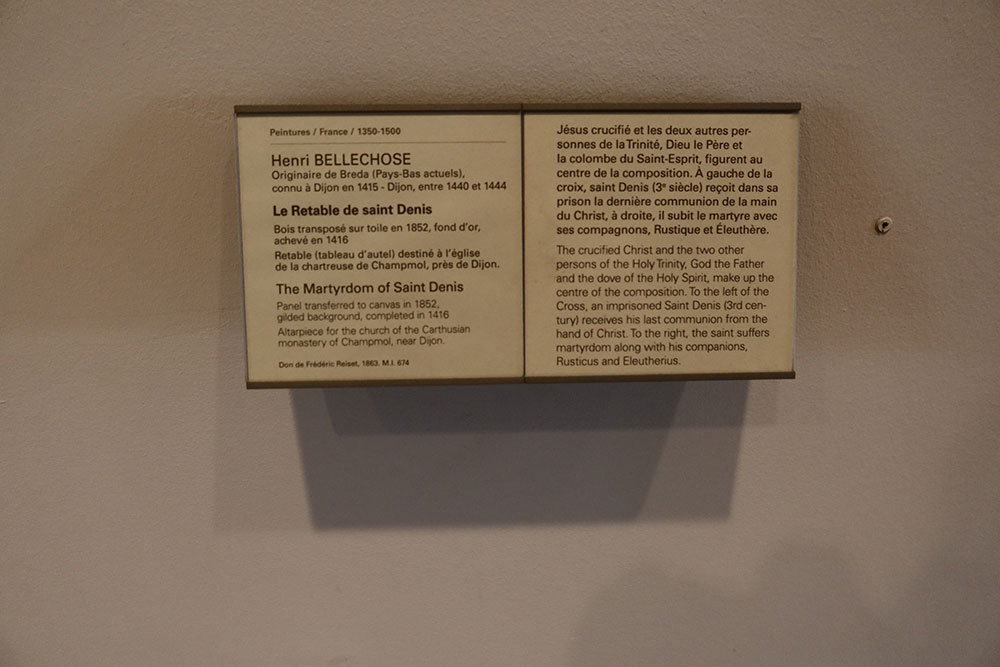 Peintures / France / 1350-1500
Henri BELLECHOSE
Originaire de Breda (Pays-Bas actuels),
connu à Dijon en 1415 - Dijon, entre 1440 et 1444
Le Retable de saint Denis
Bois transposé sur toile en 1852, fond d'or,
achevé en 1416
Retable (tableau d'autel) destiné à l'église
de la chartreuse de Champmol, près de Dijon.
The Martyrdom of Saint Denis
Panel transferred to canvas in 1852,
gilded background, completed in 1416
Altarpiece for the church of the Carthusian
monastery of Champmol, near Dijon.
Don de Frédéric Reiset, 1863. M.I. 674
Jésus crucifié et les deux autres per-
sonnes de la Trinité, Dieu le Père et
la colombe du Saint-Esprit, figurent au
centre de la composition. À gauche de la
croix, saint Denis (3e siècle) reçoit dans sa
prison la dernière communion de la main
du Christ, à droite, il subit le martyre avec
ses compagnons, Rustique et Éleuthère.
The crucified Christ and the two other
persons of the Holy Trinity, God the Father
and the dove of the Holy Spirit, make up the
centre of the composition. To the left of the
Cross, an imprisoned Saint Denis (3rd cen-
tury) receives his last communion from the
hand of Christ. To the right, the saint suffers
martyrdom along with his companions,
Rusticus and Eleutherius.